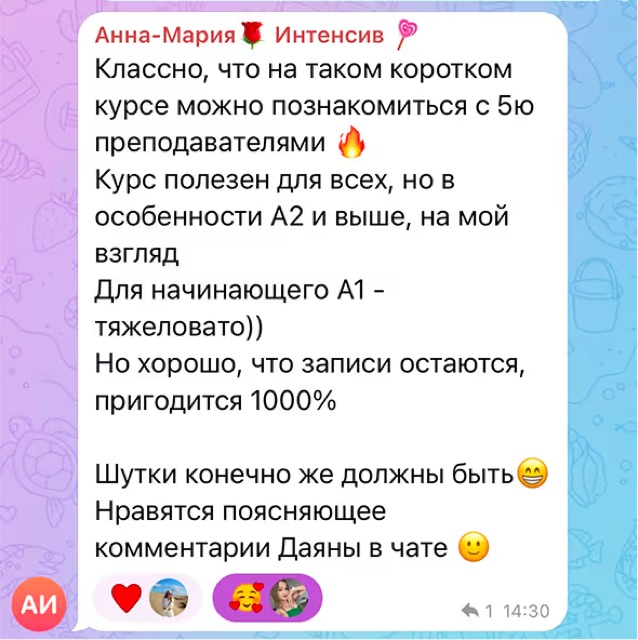 Анна-Мария🌹 Интенсив 🍭
Классно, что на таком коротком
курсе можно познакомиться с 5ю
преподавателями 🔥
Курс полезен для всех, но в
особенности А2 и выше, на мой
взгляд
Для начинающего А1 -
тяжеловато))
Но хорошо, что записи остаются,
пригодится 1000%
Шутки конечно же должны быть😁
Нравятся поясняющее
комментарии Даяны в чате 🙂
АИ
1 14:30